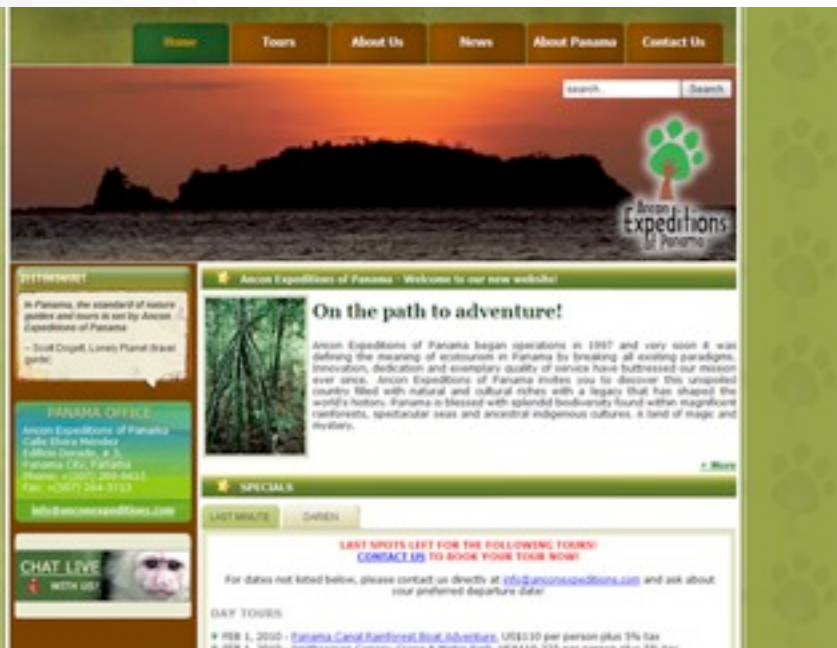 Home Tours About Us News About Panama Contact Us
search... Search
Ancon
Expeditions
of Panama
TESTIMONIALS
In Panama, the standard of nature
guides and tours is set by Ancon
Expeditions of Panama
- Scott Doggett, Lonely Planet (travel
guide)
PANAMA OFFICE
Ancon Expeditions of Panama
Calle Elvira Méndez
Edificio Dorado, # 3,
Panama City, Panama
Phone: +(507)
Fax: +(507)
info@anconexpeditions.com
CHAT LIVE
WITH US!
Ancon Expeditions of Panama - Welcome to our new website!
On the path to adventure!
Ancon Expeditions of Panama began operations in 1997 and very soon it was
defining the meaning of ecotourism in Panama by breaking all existing paradigms.
Innovation, dedication and exemplary quality of service have buttressed our mission
ever since. Ancon Expeditions of Panama invites you to discover this unspoiled
country filled with natural and cultural riches with a legacy that has shaped the
world's history. Panama is blessed with splendid biodiversity found within magnificent
rainforests, spectacular seas and ancestral indigenous cultures. A land of magic and
mystery.
+ More
SPECIALS
LAST MINUTE DARIEN
LAST SPOTS LEFT FOR THE FOLLOWING TOURS!
CONTACT US TO BOOK YOUR TOUR NOW!
For dates not listed below, please contact us directly at info@anconexpeditions.com and ask about
your preferred departure date!
DAY TOURS
FEB 1, 2010 - Panama Canal Rainforest Boat Adventure, US$110 per person plus 5% tax